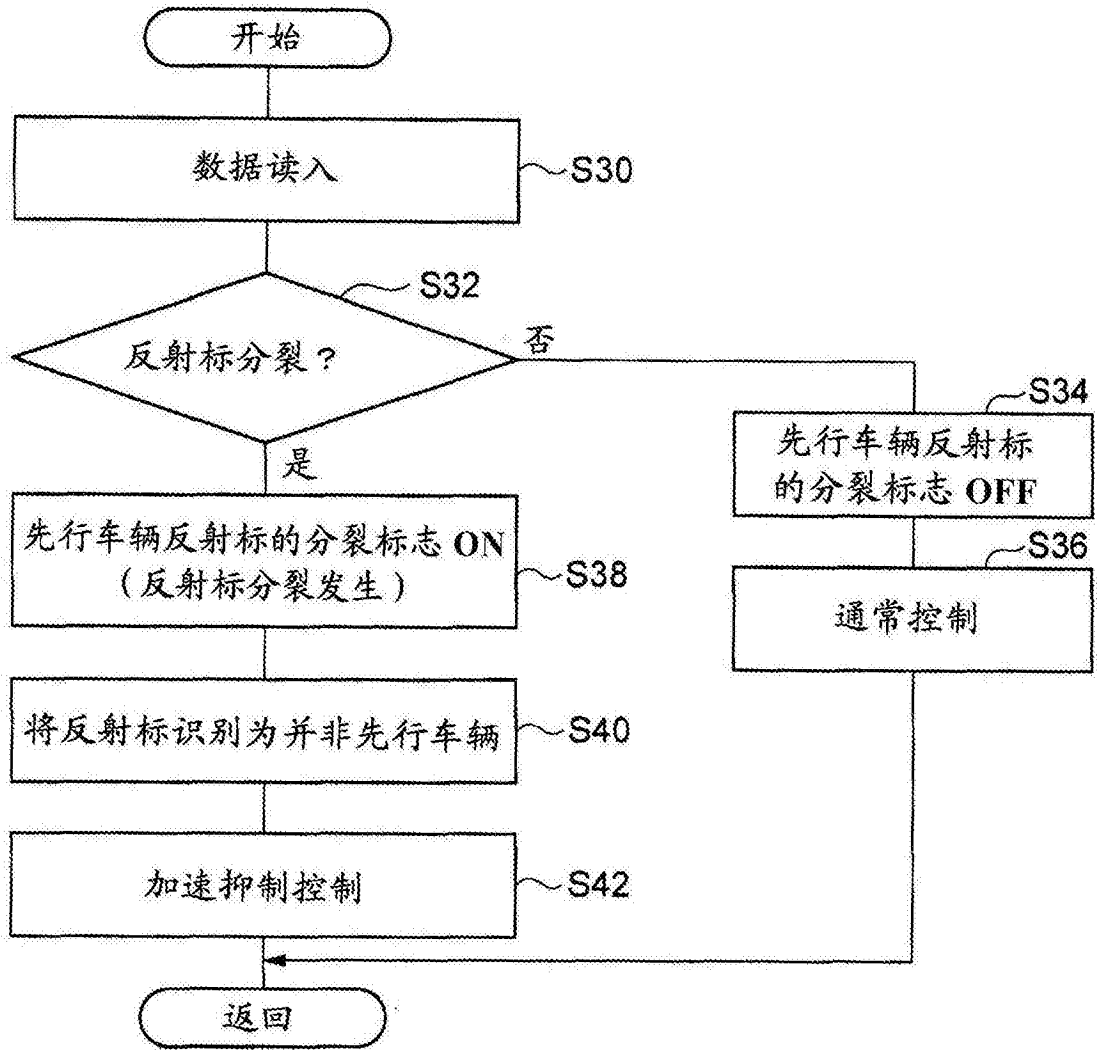 开始
数据读入
S30
S32
反射标分裂？
否
是
S34
先行车辆反射标
的分裂标志 OFF
S36
通常控制
先行车辆反射标的分裂标志 ON
（反射标分裂发生）
S38
将反射标识别为并非先行车辆
S40
加速抑制控制
S42
返回